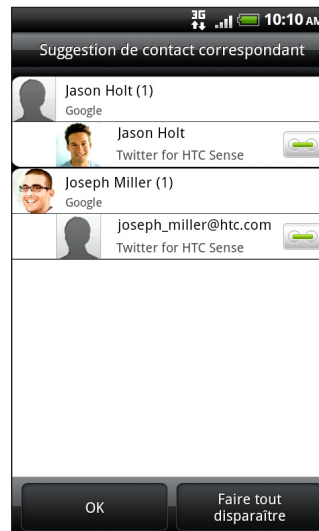 3G 10:10 AM
Suggestion de contact correspondant
Jason Holt (1)
Google
Jason Holt
Twitter for HTC Sense
Joseph Miller (1)
Google
joseph_miller@htc.com
Twitter for HTC Sense
OK
Faire tout
disparaître